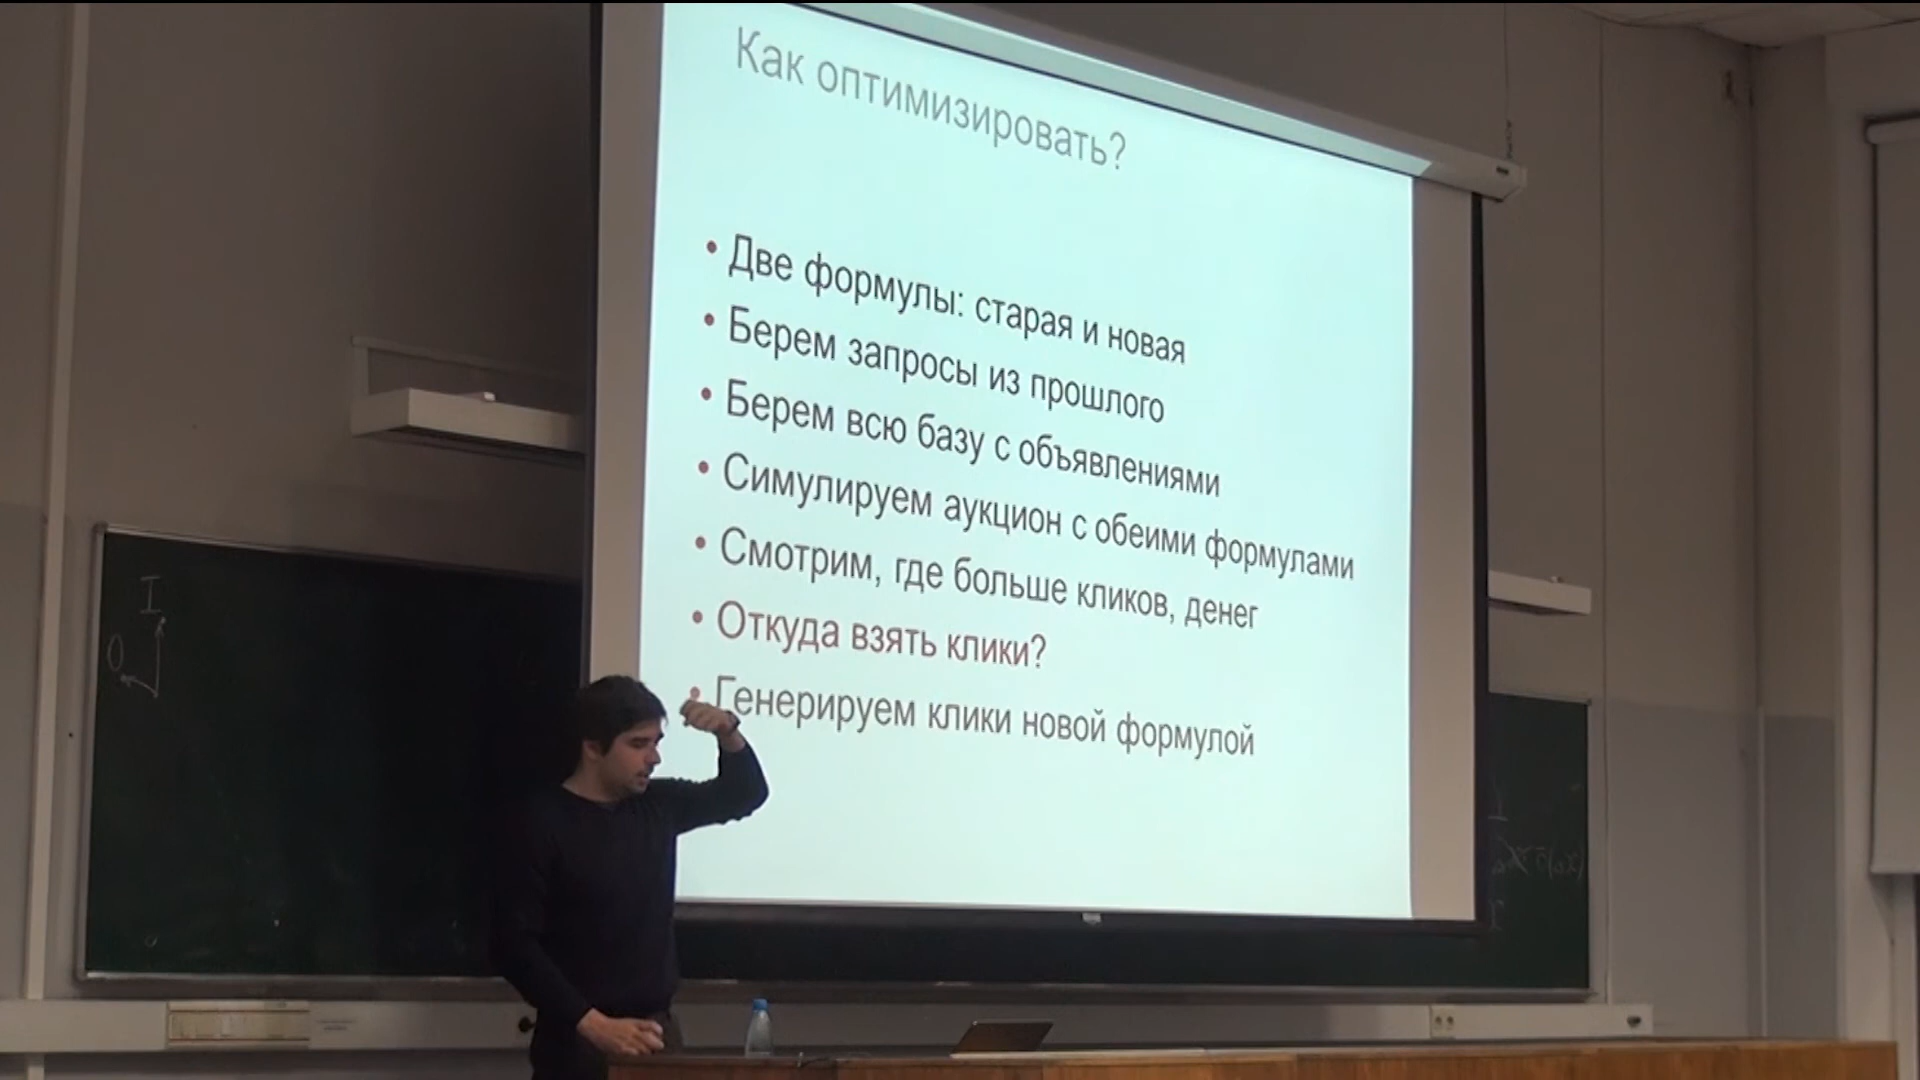 Как оптимизировать?
• Две формулы: старая и новая
• Берем запросы из прошлого
• Берем всю базу с объявлениями
• Симулируем аукцион с обеими формулами
• Смотрим, где больше кликов, денег
• Откуда взять клики?
• Генерируем клики новой формулой
I
0